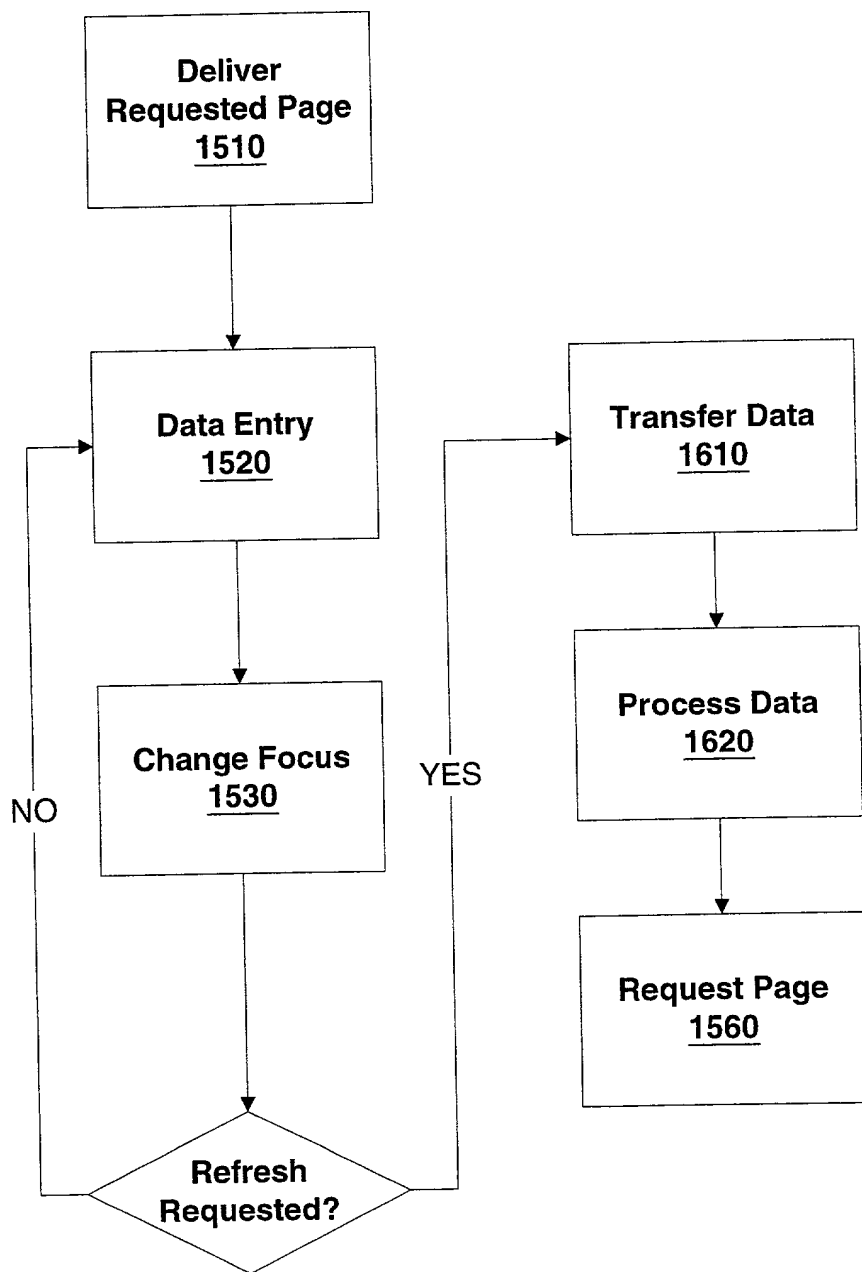 Deliver
Requested Page
1510
Data Entry
1520
Change Focus
1530
Refresh
Requested?
NO
YES
Transfer Data
1610
Process Data
1620
Request Page
1560